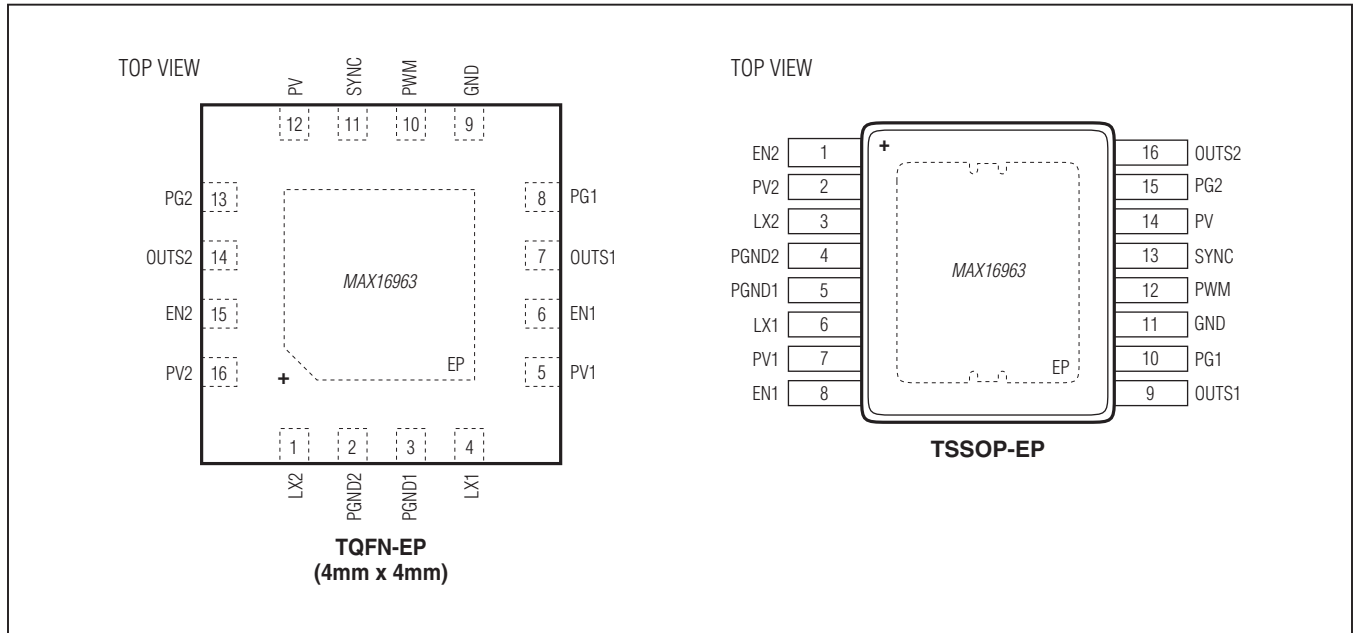 TOP VIEW
PV
SYNC
PWM
GND
12
11
10
9
PG2 13
8 PG1
OUTS2 14
7 OUTS1
MAX16963
EN2 15
6 EN1
PV2 16
5 PV1
EP
+
1
2
3
4
LX2
PGND2
PGND1
LX1
TQFN-EP
(4mm x 4mm)
TOP VIEW
+
EN2 1
16 OUTS2
PV2 2
15 PG2
LX2 3
14 PV
PGND2 4
13 SYNC
MAX16963
PGND1 5
12 PWM
LX1 6
11 GND
PV1 7
10 PG1
EP
EN1 8
9 OUTS1
TSSOP-EP